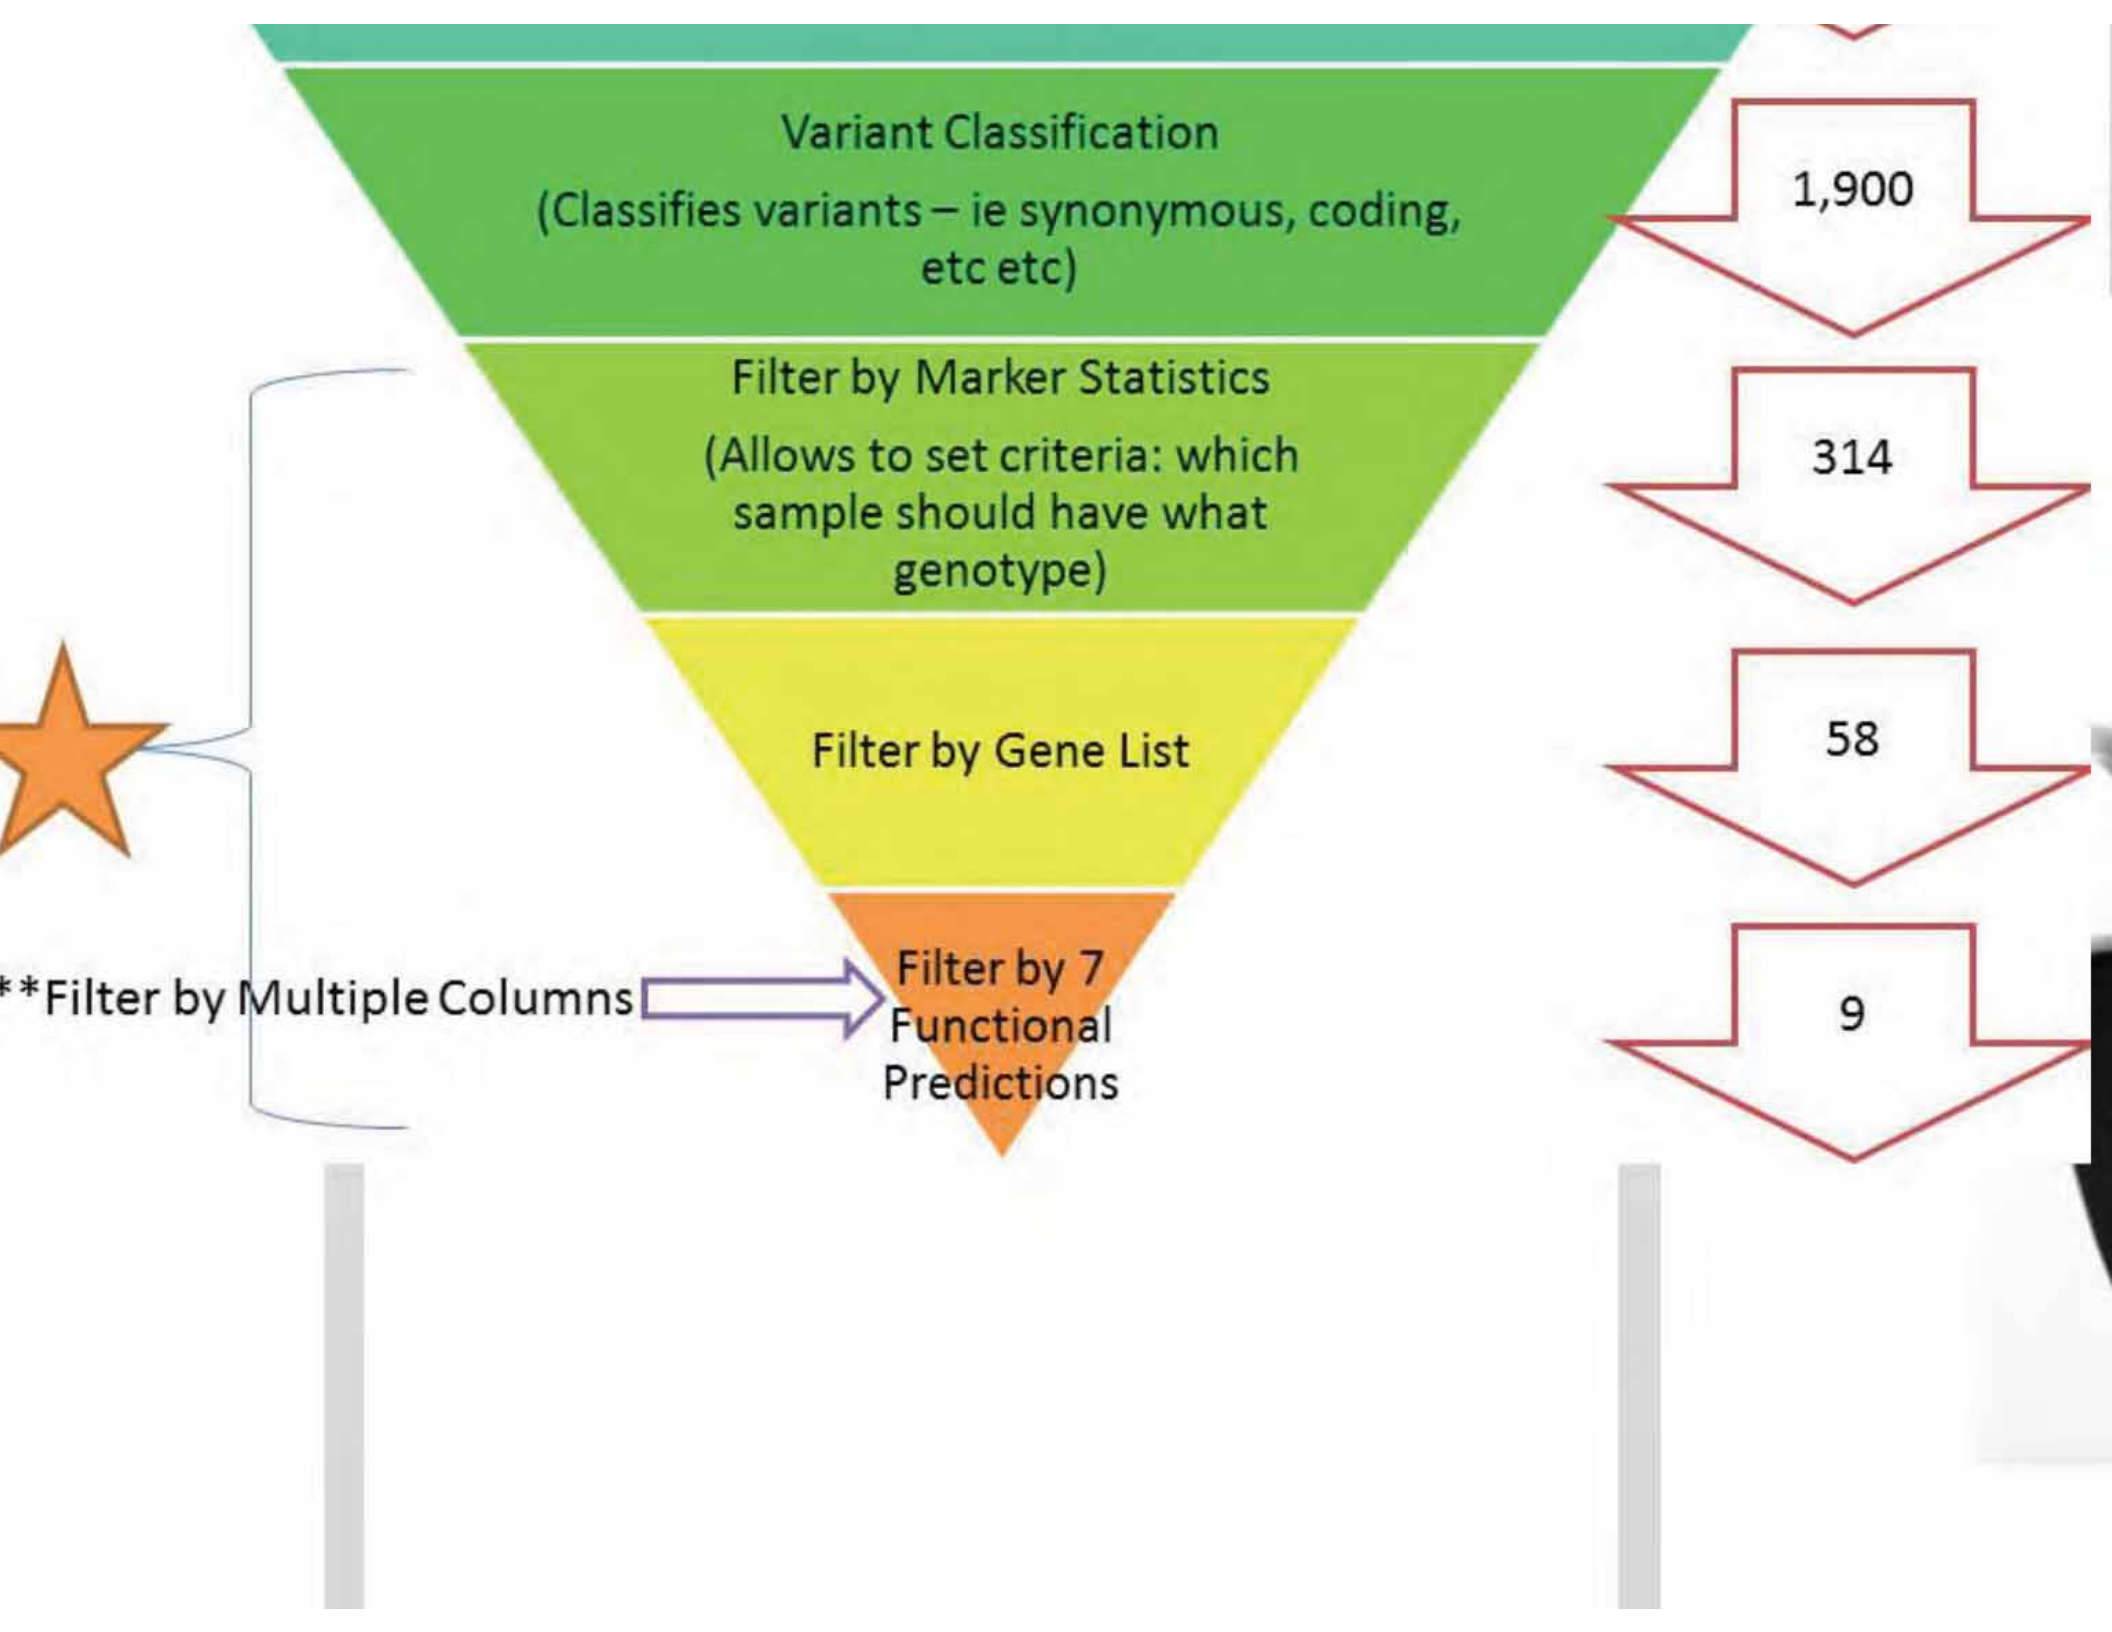 Variant Classification
(Classifies variants – ie synonymous, coding,
etc etc)
1,900
Filter by Marker Statistics
(Allows to set criteria: which
sample should have what
genotype)
314
Filter by Gene List
58
**Filter by Multiple Columns
Filter by 7
Functional
Predictions
9